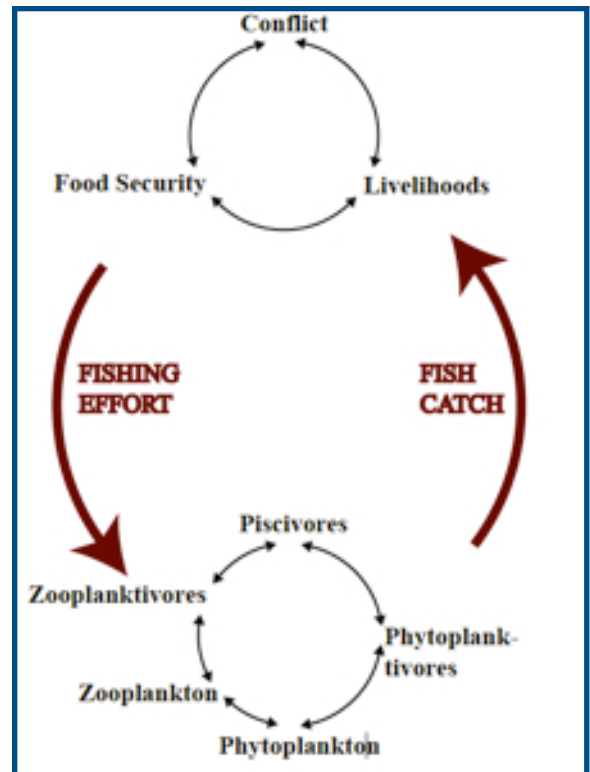 Conflict
Food Security
Livelihoods
FISHING
EFFORT
FISH
CATCH
Piscivores
Zooplanktivores
Phytoplank-
tivores
Zooplankton
Phytoplankton